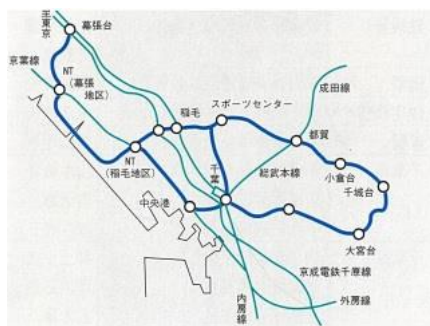 至東京
幕張台
京葉線
NT
(幕張
地区)
稲毛
スポーツセンター
成田線
都賀
NT
(稲毛地区)
千葉
総武本線
小倉台
千城台
中央港
大宮台
京成電鉄千原線
内房線
外房線